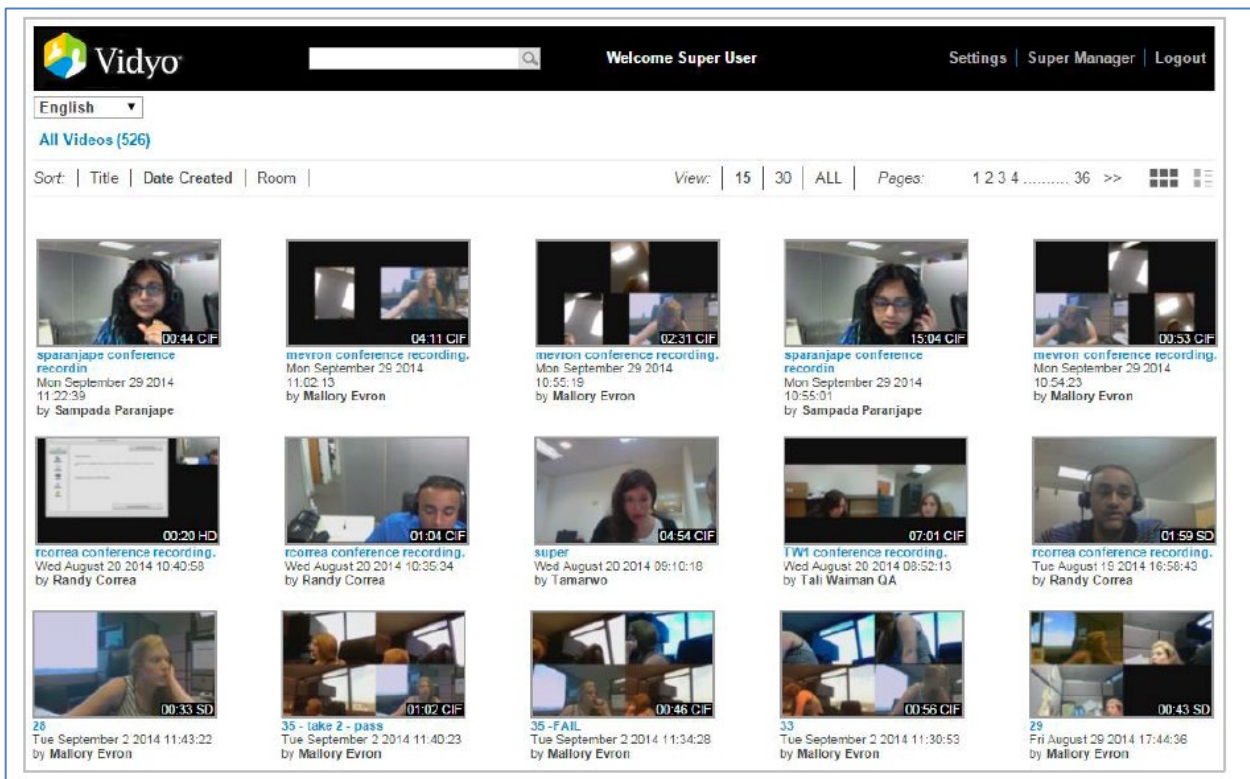 Vidyo
Welcome Super User
Settings | Super Manager | Logout
English
All Videos (526)
Sort: | Title | Date Created | Room |
View: | 15 | 30 | ALL | Pages: 1 2 3 4 .......... 36 >>
00:44 CIF
04:11 CIF
02:31 CIF
15:04 CIF
00:53 CIF
sparanjape conference
recordin
Mon September 29 2014
11:22:39
by Sampada Paranjape
mevron conference recording.
Mon September 29 2014
11:02:13
by Mallory Evron
mevron conference recording.
Mon September 29 2014
10:55:19
by Mallory Evron
sparanjape conference
recordin
Mon September 29 2014
10:55:01
by Sampada Paranjape
mevron conference recording.
Mon September 29 2014
10:54:23
by Mallory Evron
00:20 HD
01:04 CIF
04:54 CIF
07:01 CIF
01:59 SD
rcorrea conference recording.
Wed August 20 2014 10:40:58
by Randy Correa
rcorrea conference recording.
Wed August 20 2014 10:35:34
by Randy Correa
super
Wed August 20 2014 09:10:18
by Tamarwo
TW1 conference recording.
Wed August 20 2014 08:52:13
by Tali Waiman QA
rcorrea conference recording.
Tue August 19 2014 16:58:43
by Randy Correa
00:33 SD
01:02 CIF
00:46 CIF
00:56 CIF
00:43 SD
28
Tue September 2 2014 11:43:22
by Mallory Evron
35 - take 2 - pass
Tue September 2 2014 11:40:23
by Mallory Evron
35 -FAIL
Tue September 2 2014 11:34:28
by Mallory Evron
33
Tue September 2 2014 11:30:53
by Mallory Evron
29
Fri August 29 2014 17:44:36
by Mallory Evron